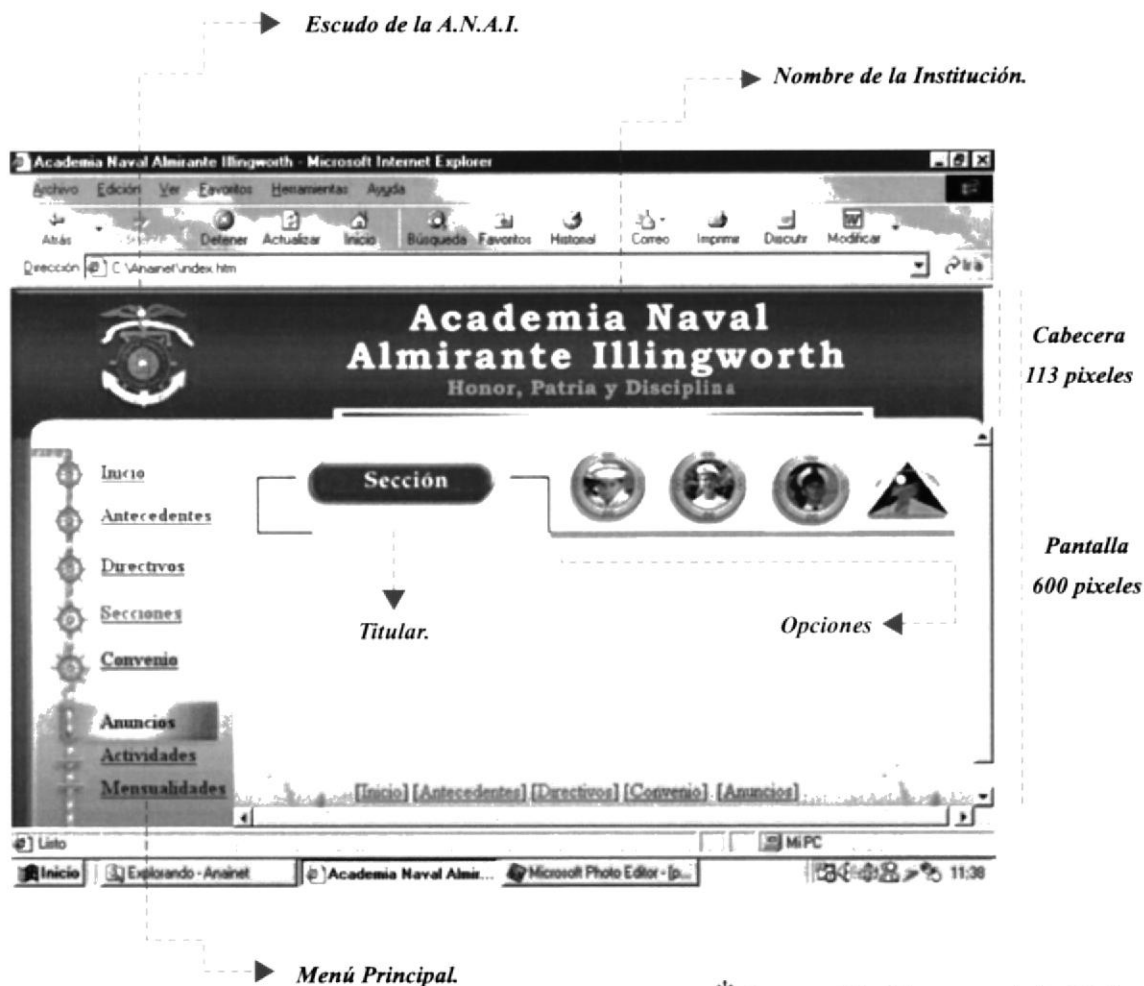 Escudo de la A.N.A.I.
Nombre de la Institución.
Academia Naval Almirante Illingworth - Microsoft Internet Explorer
Archivo Edición Ver Favoritos Herramientas Ayuda
Atrás Detener Actualizar Inicio Búsqueda Favoritos Historial Correo Imprimir Discutir Modificar
Dirección C:\Anainet\index.htm Ir a
Academia Naval
Almirante Illingworth
Honor, Patria y Disciplina
Cabecera
113 pixeles
Inicio
Sección
Antecedentes
Directivos
Pantalla
600 pixeles
Secciones
Titular.
Opciones
Convenio
Anuncios
Actividades
Mensualidades
[Inicio] [Antecedentes] [Directivos] [Convenio] [Anuncios]
Listo Mi PC
Inicio Explorando - Anainet Academia Naval Almir... Microsoft Photo Editor - [p... 11:38
Menú Principal.